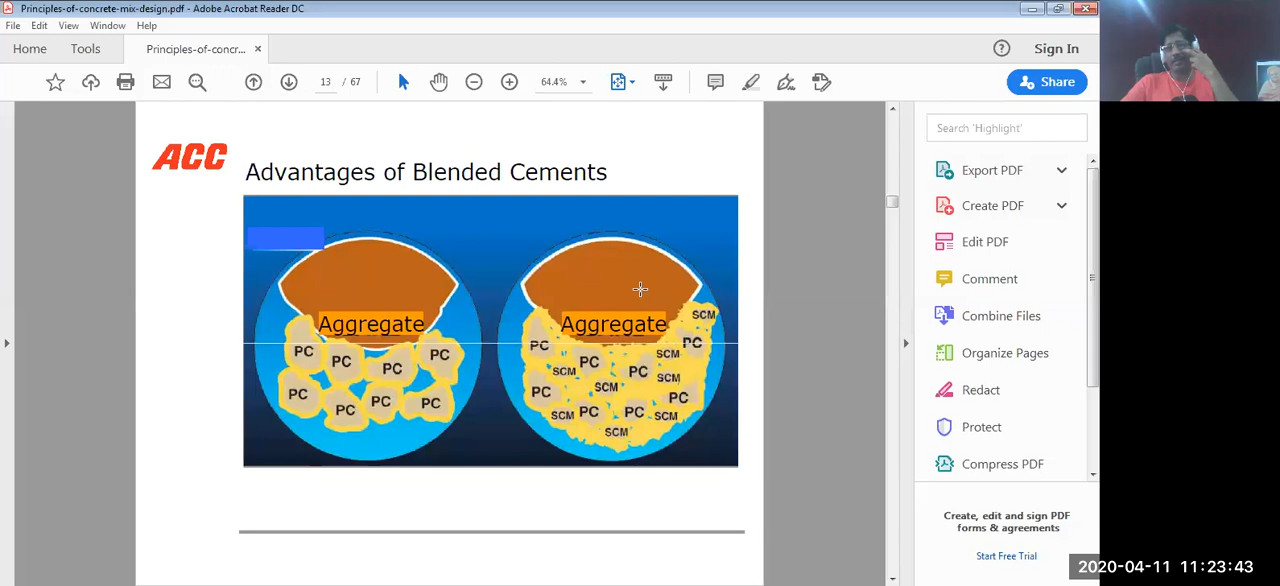 Principles-of-concrete-mix-design.pdf - Adobe Acrobat Reader DC
File Edit View Window Help
Home Tools Principles-of-concr... × Sign In
13 / 67 64.4% Share
ACC
Advantages of Blended Cements
Aggregate
PC
PC
PC
PC
PC
PC
PC
PC
Aggregate
SCM
PC
PC
SCM
PC
SCM
PC
SCM
SCM
PC
PC
SCM
PC
PC
SCM
SCM
Search 'Highlight'
Export PDF
Create PDF
Edit PDF
Comment
Combine Files
Organize Pages
Redact
Protect
Compress PDF
Create, edit and sign PDF
forms & agreements
Start Free Trial
2020-04-11 11:23:43